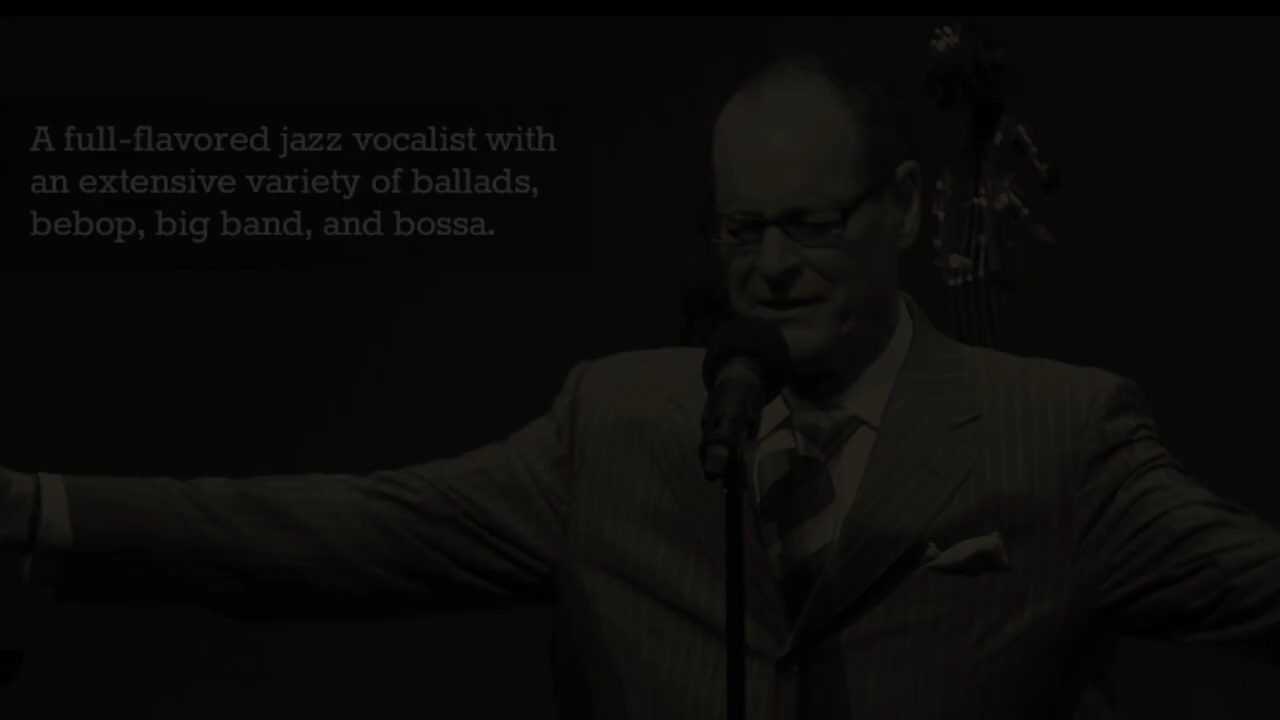 A full-flavored jazz vocalist with
an extensive variety of ballads,
bebop, big band, and bossa.